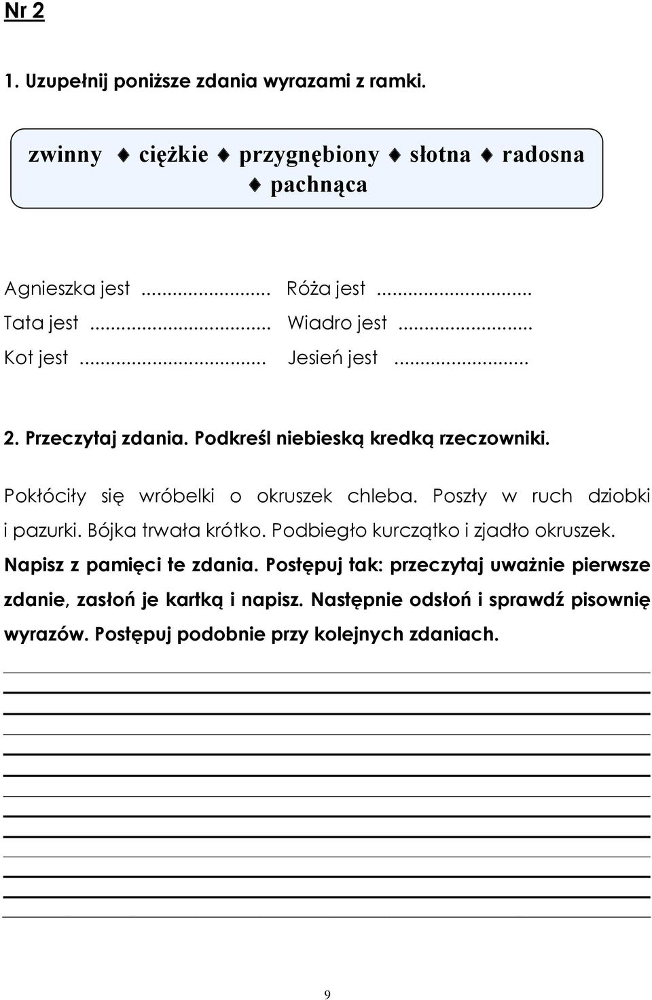 Nr 2
1. Uzupełnij poniższe zdania wyrazami z ramki.
zwinny ♦ ciężkie ♦ przygnębiony ♦ słotna ♦ radosna
♦ pachnąca
Agnieszka jest ......................... Róża jest ..............................
Tata jest ................................... Wiadro jest ..........................
Kot jest .................................... Jesień jest ..........................
2. Przeczytaj zdania. Podkreśl niebieską kredką rzeczowniki.
Pokłóciły się wróbelki o okruszek chleba. Poszły w ruch dziobki
i pazurki. Bójka trwała krótko. Podbiegło kurczątko i zjadło okruszek.
Napisz z pamięci te zdania. Postępuj tak: przeczytaj uważnie pierwsze
zdanie, zasłoń je kartką i napisz. Następnie odsłoń i sprawdź pisownię
wyrazów. Postępuj podobnie przy kolejnych zdaniach.
9